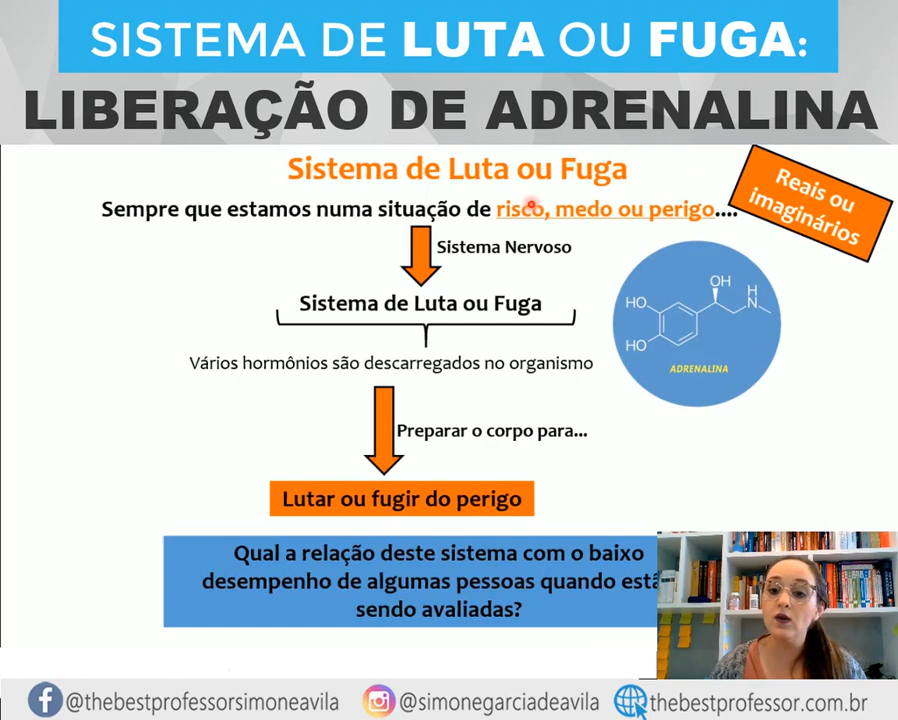 SISTEMA DE LUTA OU FUGA:
LIBERAÇÃO DE ADRENALINA
Sistema de Luta ou Fuga
Reais ou
imaginários
Sempre que estamos numa situação de risco, medo ou perigo....
Sistema Nervoso
Sistema de Luta ou Fuga
OH
H
N
HO
HO
ADRENALINA
Vários hormônios são descarregados no organismo
Preparar o corpo para...
Lutar ou fugir do perigo
Qual a relação deste sistema com o baixo
desempenho de algumas pessoas quando estã
sendo avaliadas?
@thebestprofessorsimoneavila @simonegarciadeavila thebestprofessor.com.br